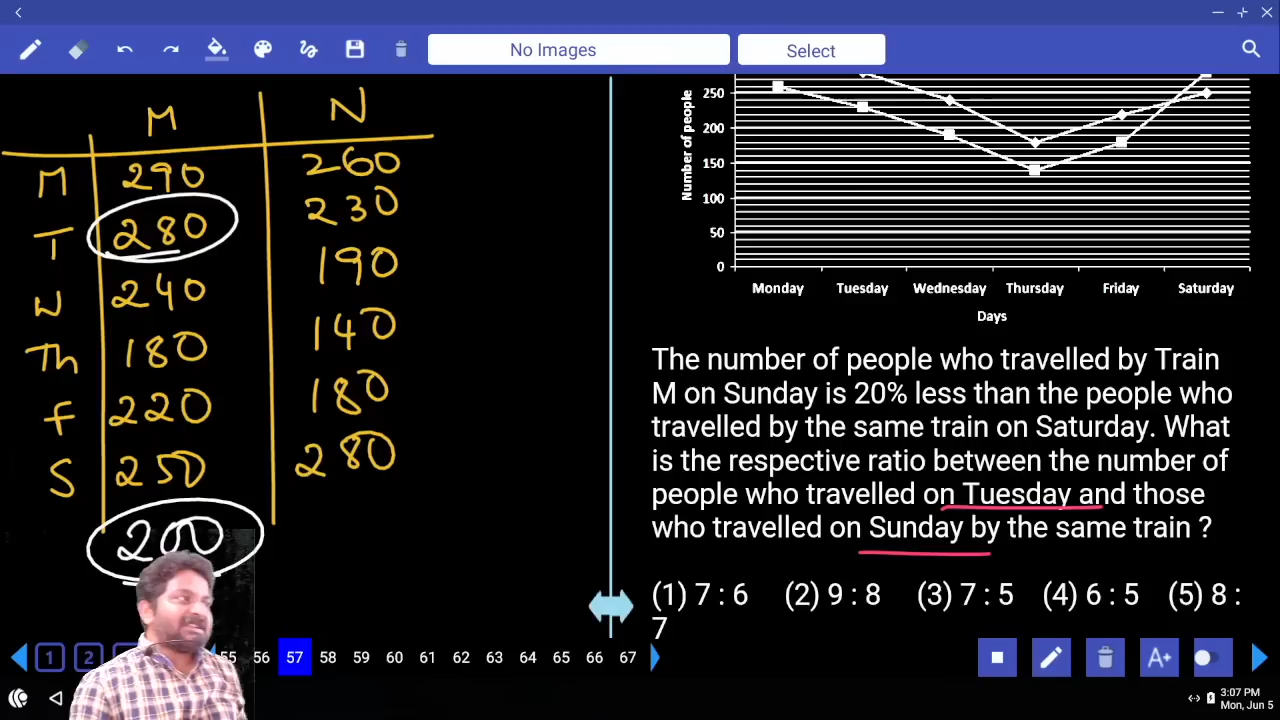 No Images
Select
M N
M 290 260
T 280 230
W 240 190
Th 180 140
F 220 180
S 250 280
200
Number of people
250
200
150
100
50
0
Monday Tuesday Wednesday Thursday Friday Saturday
Days
The number of people who travelled by Train
M on Sunday is 20% less than the people who
travelled by the same train on Saturday. What
is the respective ratio between the number of
people who travelled on Tuesday and those
who travelled on Sunday by the same train ?
(1) 7 : 6 (2) 9 : 8 (3) 7 : 5 (4) 6 : 5 (5) 8 :
7
1 2 55 56 57 58 59 60 61 62 63 64 65 66 67
A+
3:07 PM
Mon, Jun 5